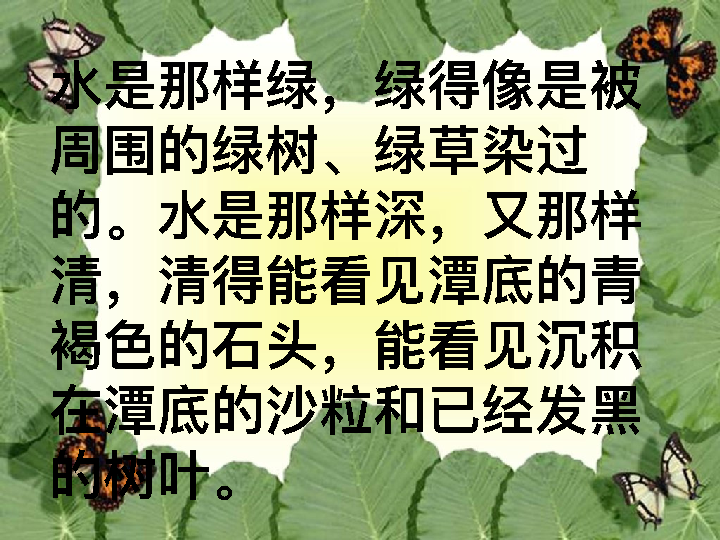 水是那样绿，绿得像是被
周围的绿树、绿草染过
的。水是那样深，又那样
清，清得能看见潭底的青
褐色的石头，能看见沉积
在潭底的沙粒和已经发黑
的树叶。